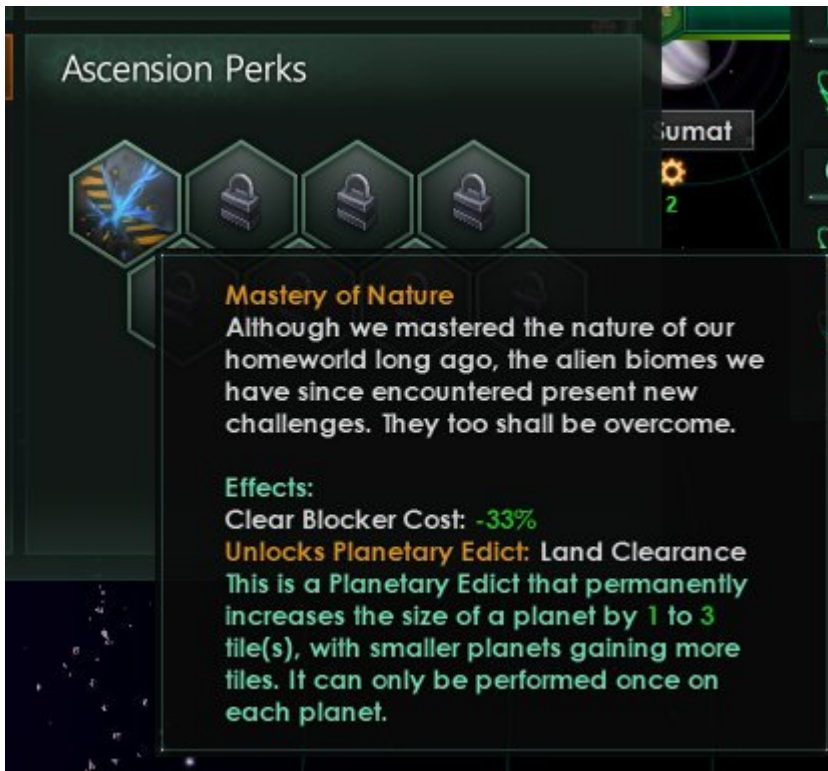 Ascension Perks
Sumat
2
Mastery of Nature
Although we mastered the nature of our
homeworld long ago, the alien biomes we
have since encountered present new
challenges. They too shall be overcome.
Effects:
Clear Blocker Cost: -33%
Unlocks Planetary Edict: Land Clearance
This is a Planetary Edict that permanently
increases the size of a planet by 1 to 3
tile(s), with smaller planets gaining more
tiles. It can only be performed once on
each planet.